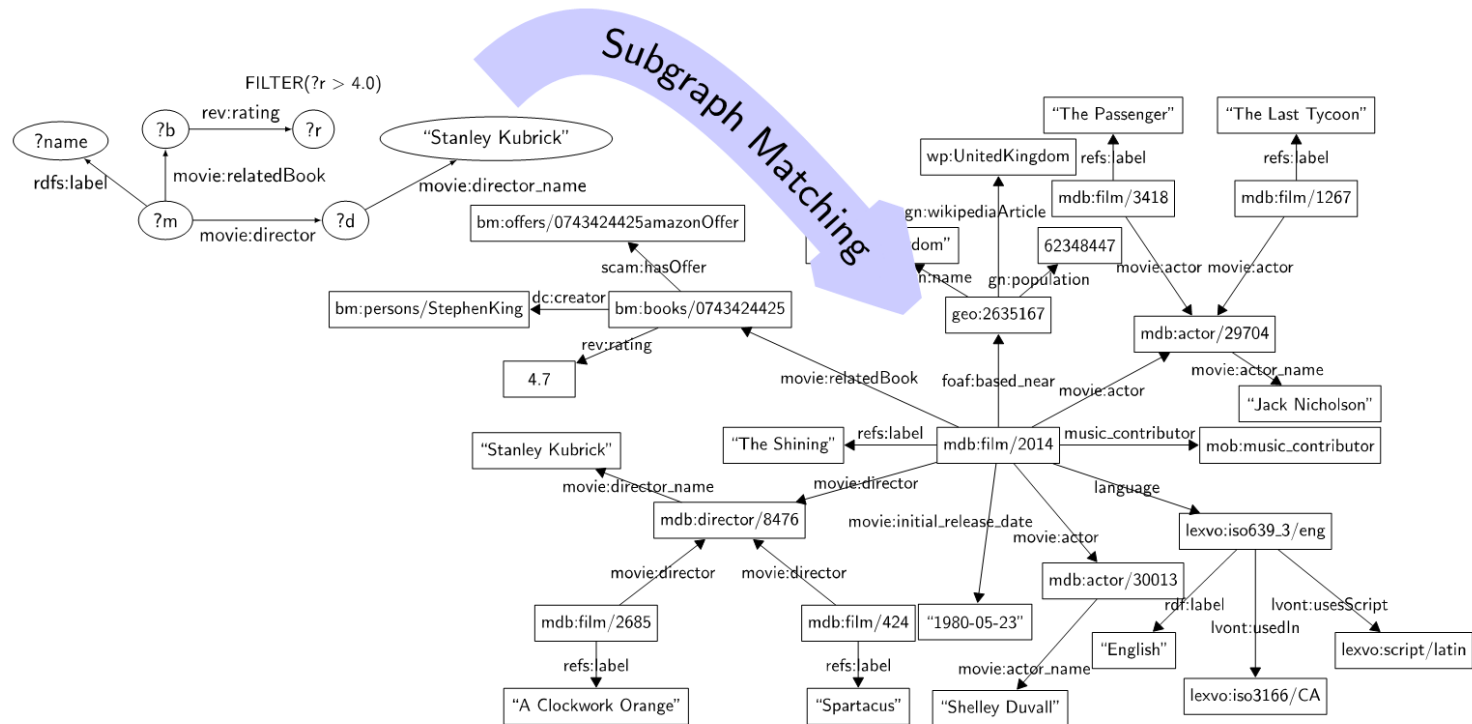 Subgraph Matching
FILTER(?r > 4.0)
rev:rating
?name
?b
?r
"Stanley Kubrick"
rdfs:label
movie:relatedBook
movie:director_name
?m
movie:director
?d
"The Passenger"
"The Last Tycoon"
refs:label
refs:label
wp:UnitedKingdom
mdb:film/3418
mdb:film/1267
gn:wikipediaArticle
bm:offers/0743424425amazonOffer
dom"
62348447
scam:hasOffer
n:name
gn:population
movie:actor
movie:actor
bm:persons/StephenKing
dc:creator
bm:books/0743424425
geo:2635167
mdb:actor/29704
rev:rating
4.7
movie:relatedBook
foaf:based_near
movie:actor
movie:actor_name
"Jack Nicholson"
"Stanley Kubrick"
"The Shining"
refs:label
mdb:film/2014
music_contributor
mob:music_contributor
movie:director_name
movie:director
language
mdb:director/8476
movie:initial_release_date
movie:actor
lexvo:iso639_3/eng
movie:director
movie:director
mdb:actor/30013
rdf:label
lvont:usesScript
mdb:film/2685
mdb:film/424
"1980-05-23"
lvont:usedIn
"English"
lexvo:script/latin
refs:label
refs:label
movie:actor_name
"A Clockwork Orange"
"Spartacus"
"Shelley Duvall"
lexvo:iso3166/CA